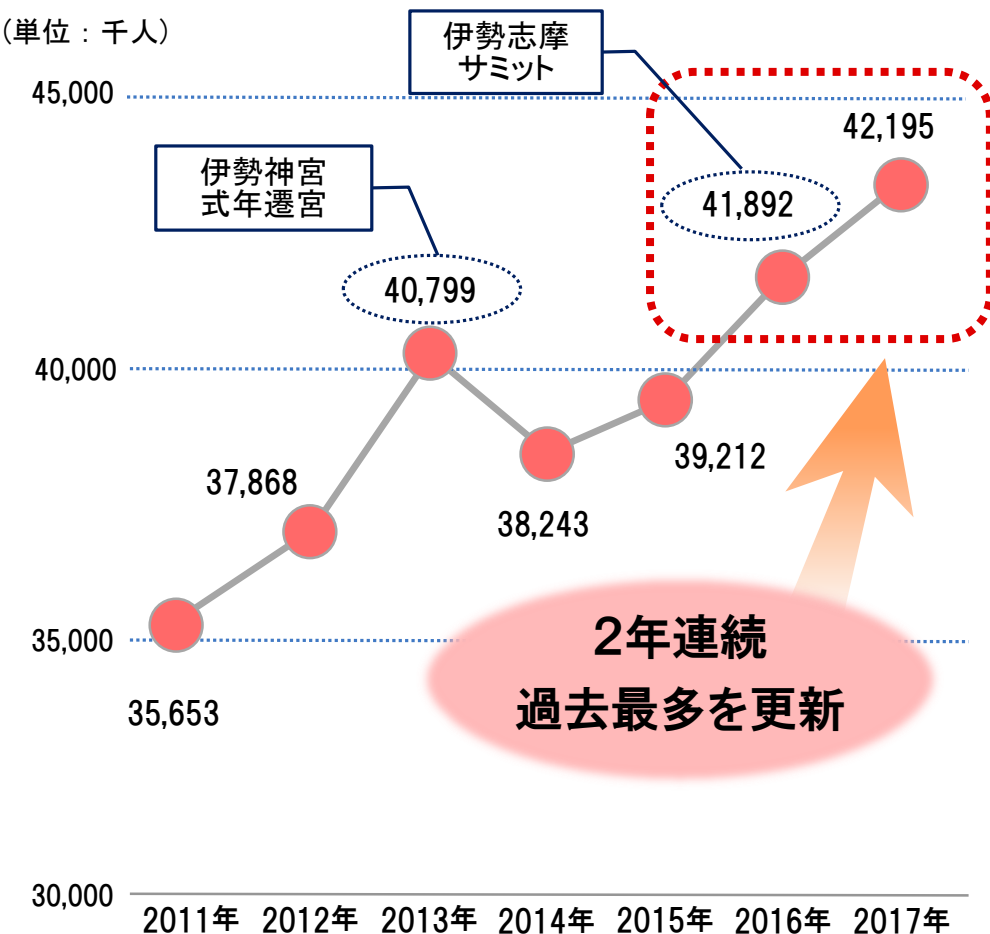 (単位：千人)
伊勢志摩
サミット
45,000
42,195
伊勢神宮
式年遷宮
41,892
40,799
40,000
39,212
37,868
38,243
２年連続
35,000
過去最多を更新
35,653
30,000
2011年 2012年 2013年 2014年 2015年 2016年 2017年